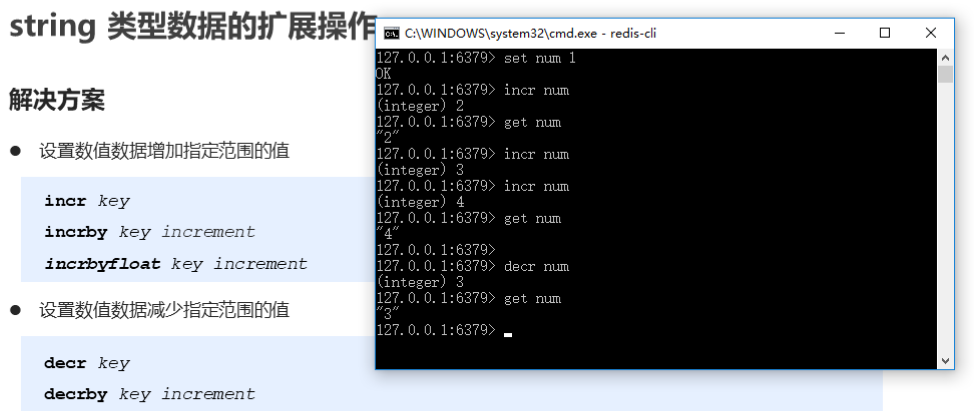 string 类型数据的扩展操作
解决方案
● 设置数值数据增加指定范围的值
incr key
incrby key increment
incrbyfloat key increment
● 设置数值数据减少指定范围的值
decr key
decrby key increment
C:\WINDOWS\system32\cmd.exe - redis-cli
127.0.0.1:6379> set num 1
OK
127.0.0.1:6379> incr num
(integer) 2
127.0.0.1:6379> get num
"2"
127.0.0.1:6379> incr num
(integer) 3
127.0.0.1:6379> incr num
(integer) 4
127.0.0.1:6379> get num
"4"
127.0.0.1:6379>
127.0.0.1:6379> decr num
(integer) 3
127.0.0.1:6379> get num
"3"
127.0.0.1:6379>